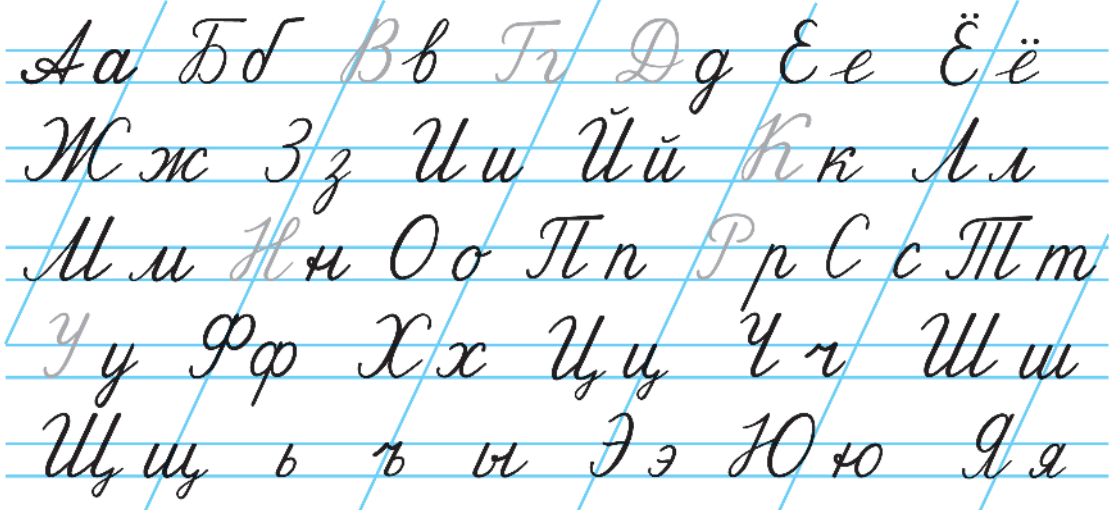 Аа Бб Вв Гг Дд Ее Ёё
Жж Зз Ии Йй Кк Лл
Мм Нн Оо Пп Рр Сс Тт
Уу Фф Хх Цц Чч Шш
Щщ ь ъ ы Ээ Юю Яя